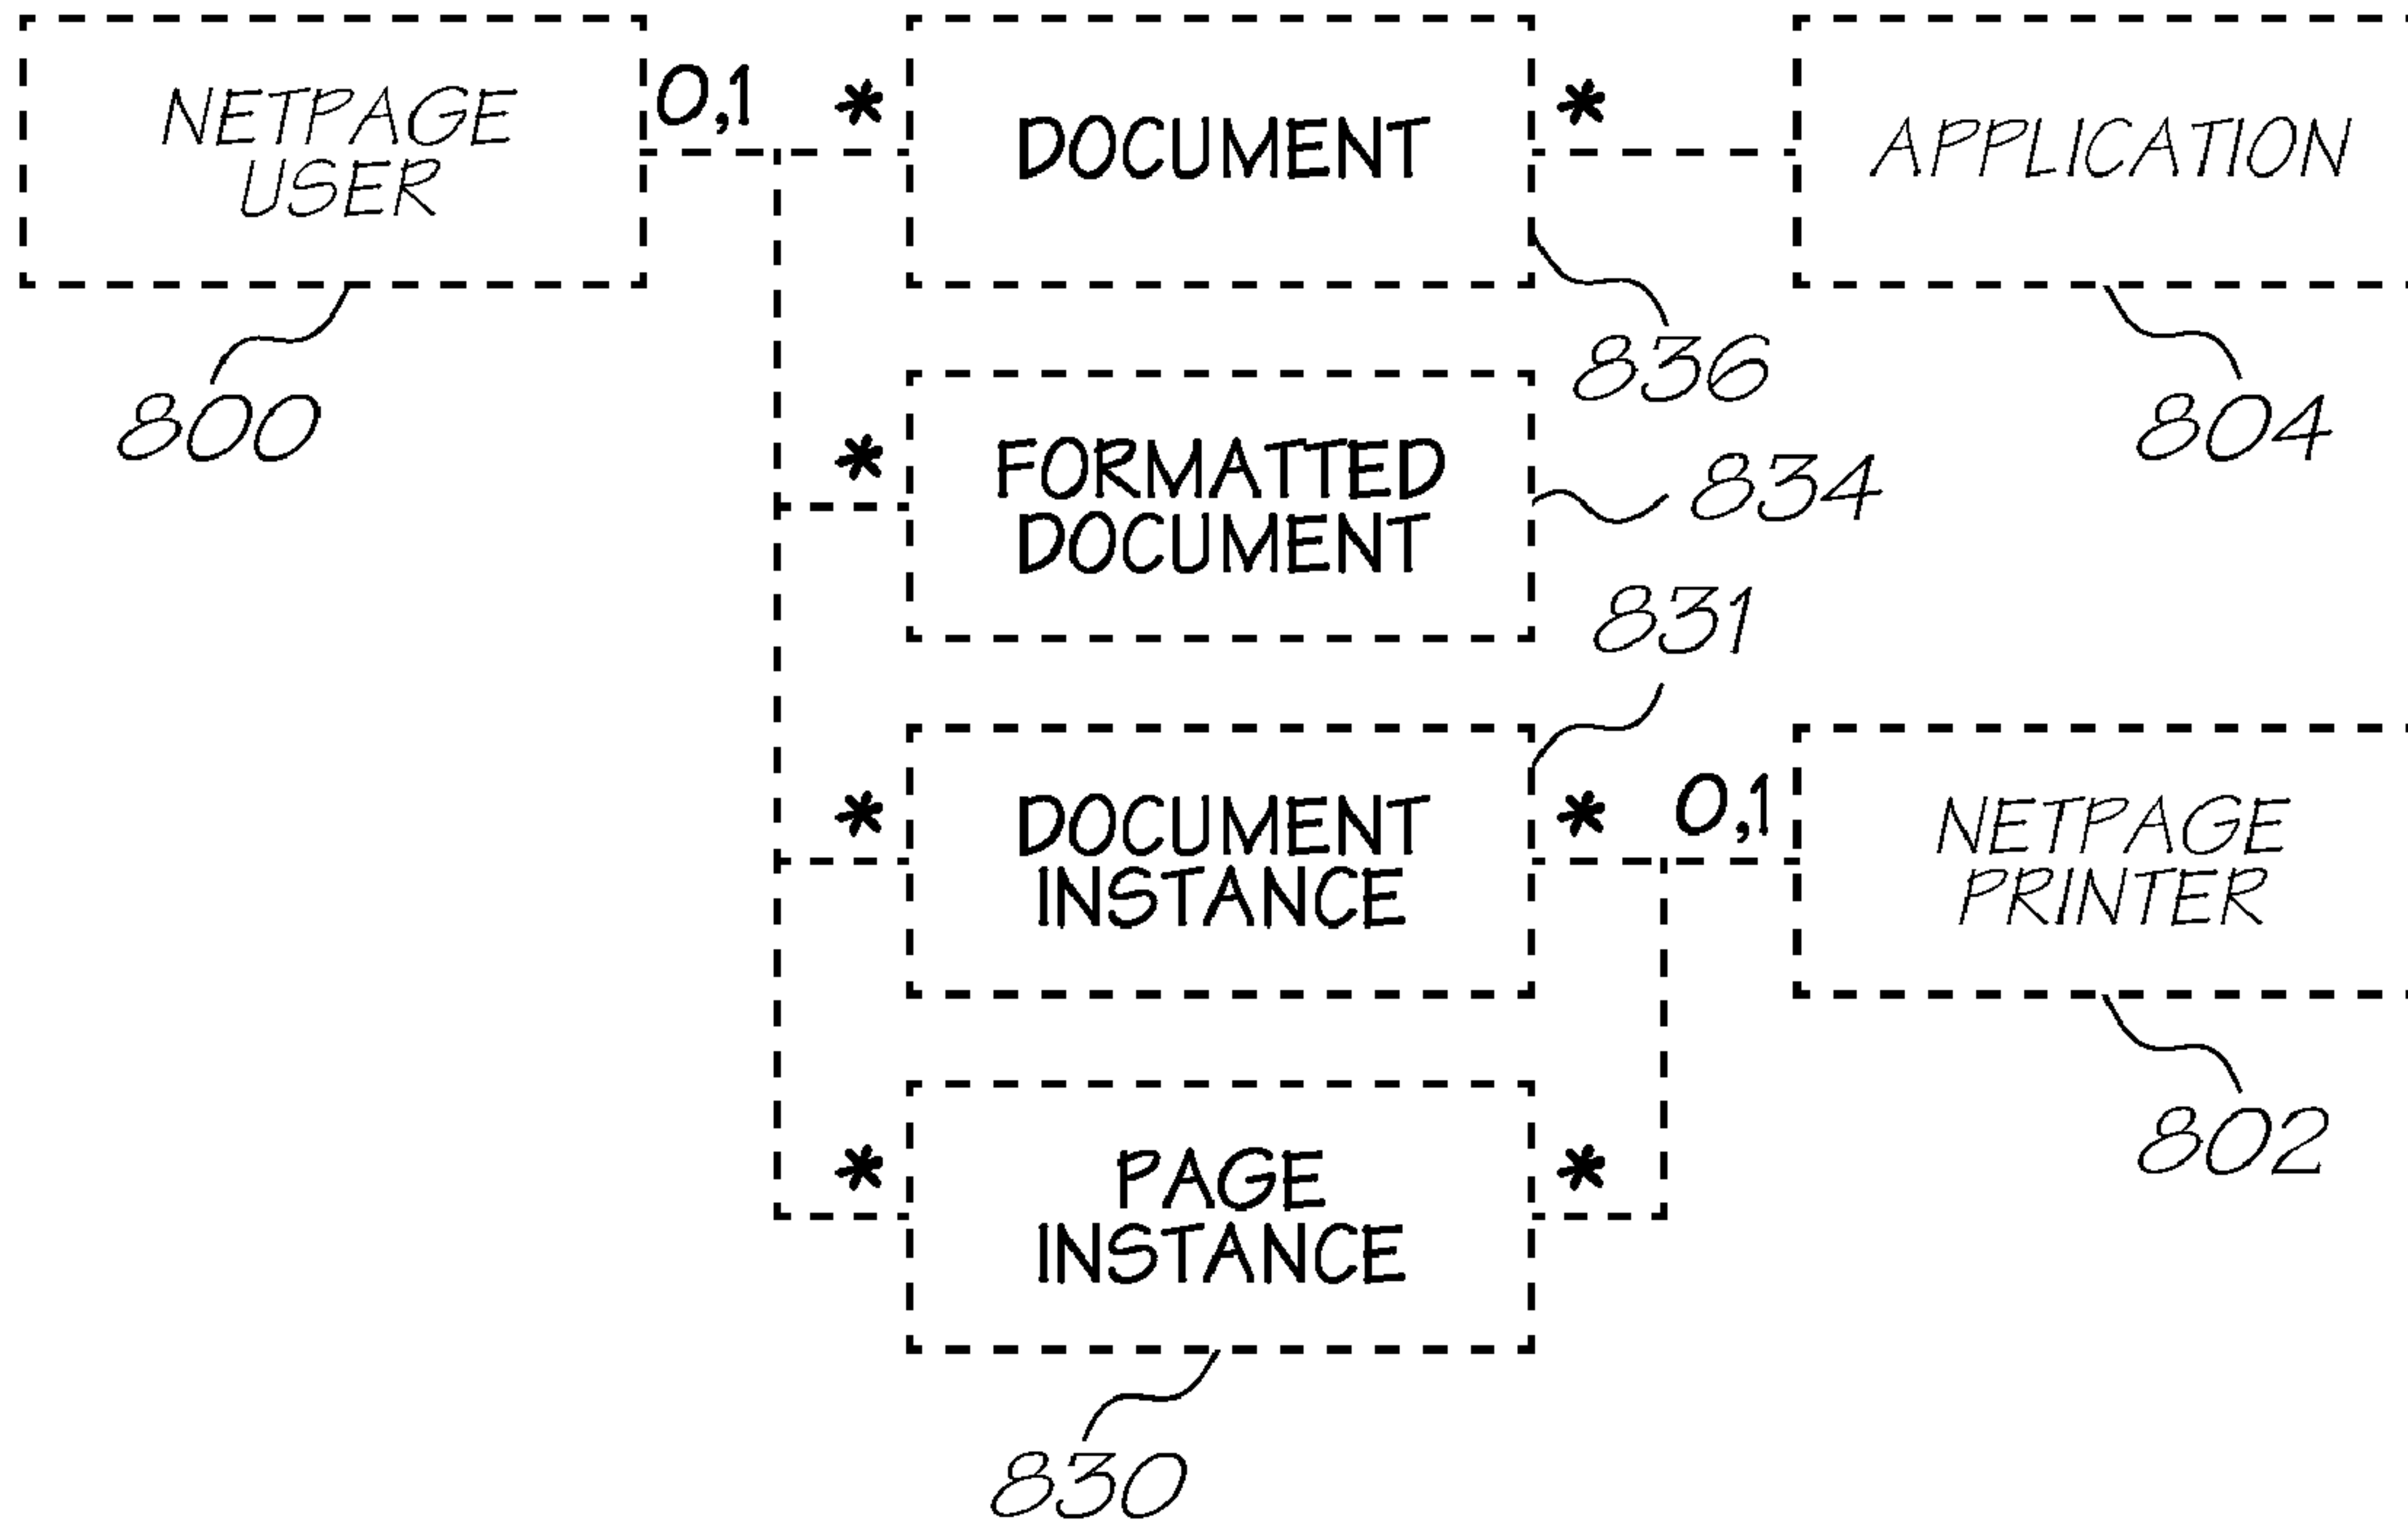 NETPAGE
USER
0,1
*
DOCUMENT
*
APPLICATION
800
836
804
*
FORMATTED
DOCUMENT
834
831
*
DOCUMENT
INSTANCE
*
0,1
NETPAGE
PRINTER
802
*
PAGE
INSTANCE
*
830